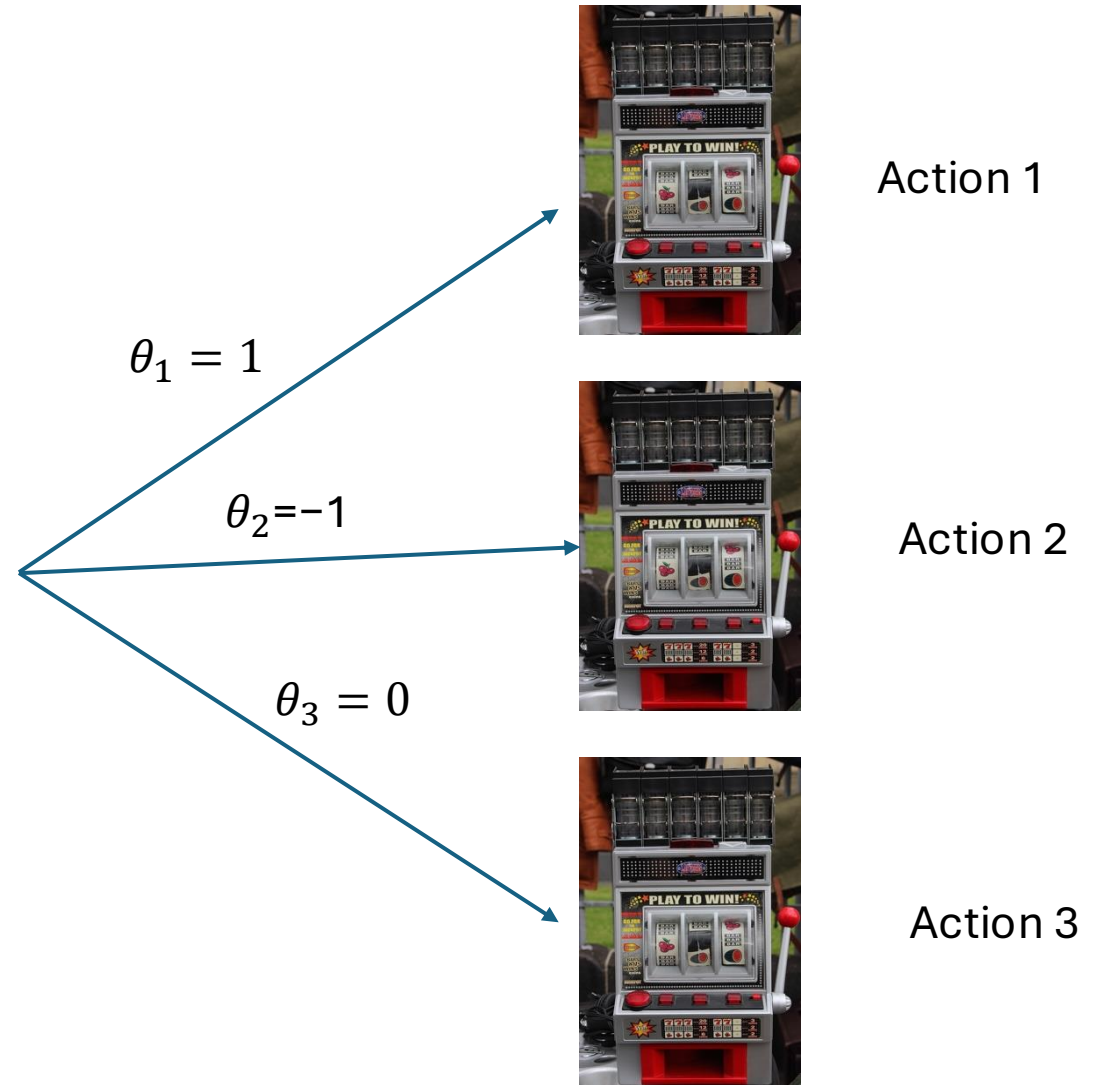 PLAY TO WIN!
Action 1
θ₁ = 1
PLAY TO WIN!
θ₂=−1
Action 2
θ₃ = 0
PLAY TO WIN!
Action 3